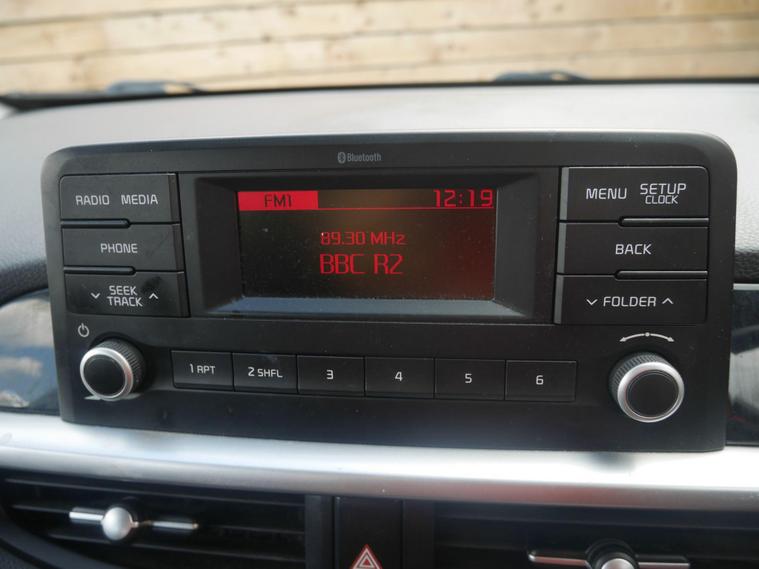 Bluetooth
RADIO MEDIA
PHONE
SEEK
TRACK
FM1 12:19
89.30 MHz
BBC R2
MENU SETUP
CLOCK
BACK
FOLDER
1 RPT 2 SHFL 3 4 5 6